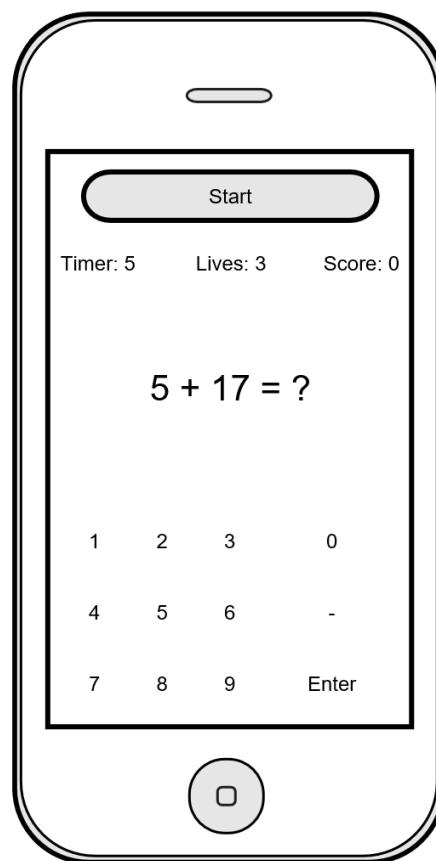 Start
Timer: 5 Lives: 3 Score: 0
5 + 17 = ?
1 2 3 0
4 5 6 -
7 8 9 Enter